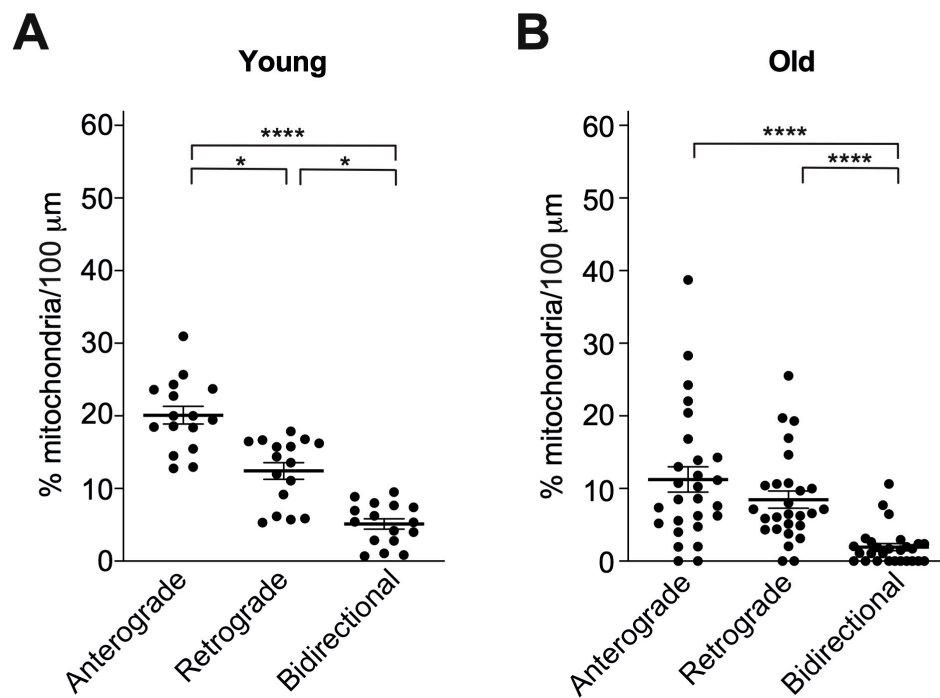 A
B
Young
Old
% mitochondria/100 μm
60
50
40
30
20
10
0
****
*
*
Anterograde
Retrograde
Bidirectional
% mitochondria/100 μm
60
50
40
30
20
10
0
****
****
Anterograde
Retrograde
Bidirectional